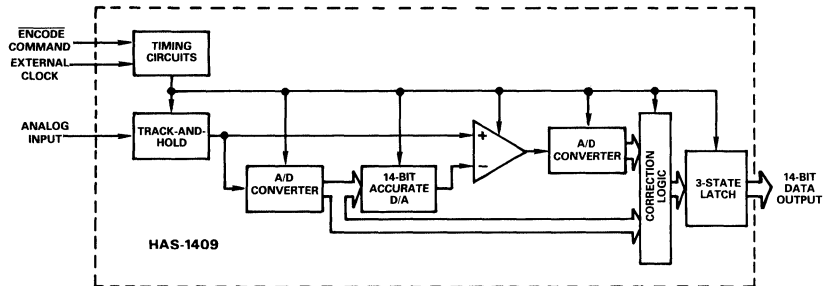 ENCODE
COMMAND
EXTERNAL
CLOCK
TIMING
CIRCUITS
ANALOG
INPUT
TRACK-AND-
HOLD
A/D
CONVERTER
14-BIT
ACCURATE
D/A
+
−
A/D
CONVERTER
CORRECTION
LOGIC
3-STATE
LATCH
14-BIT
DATA
OUTPUT
HAS-1409